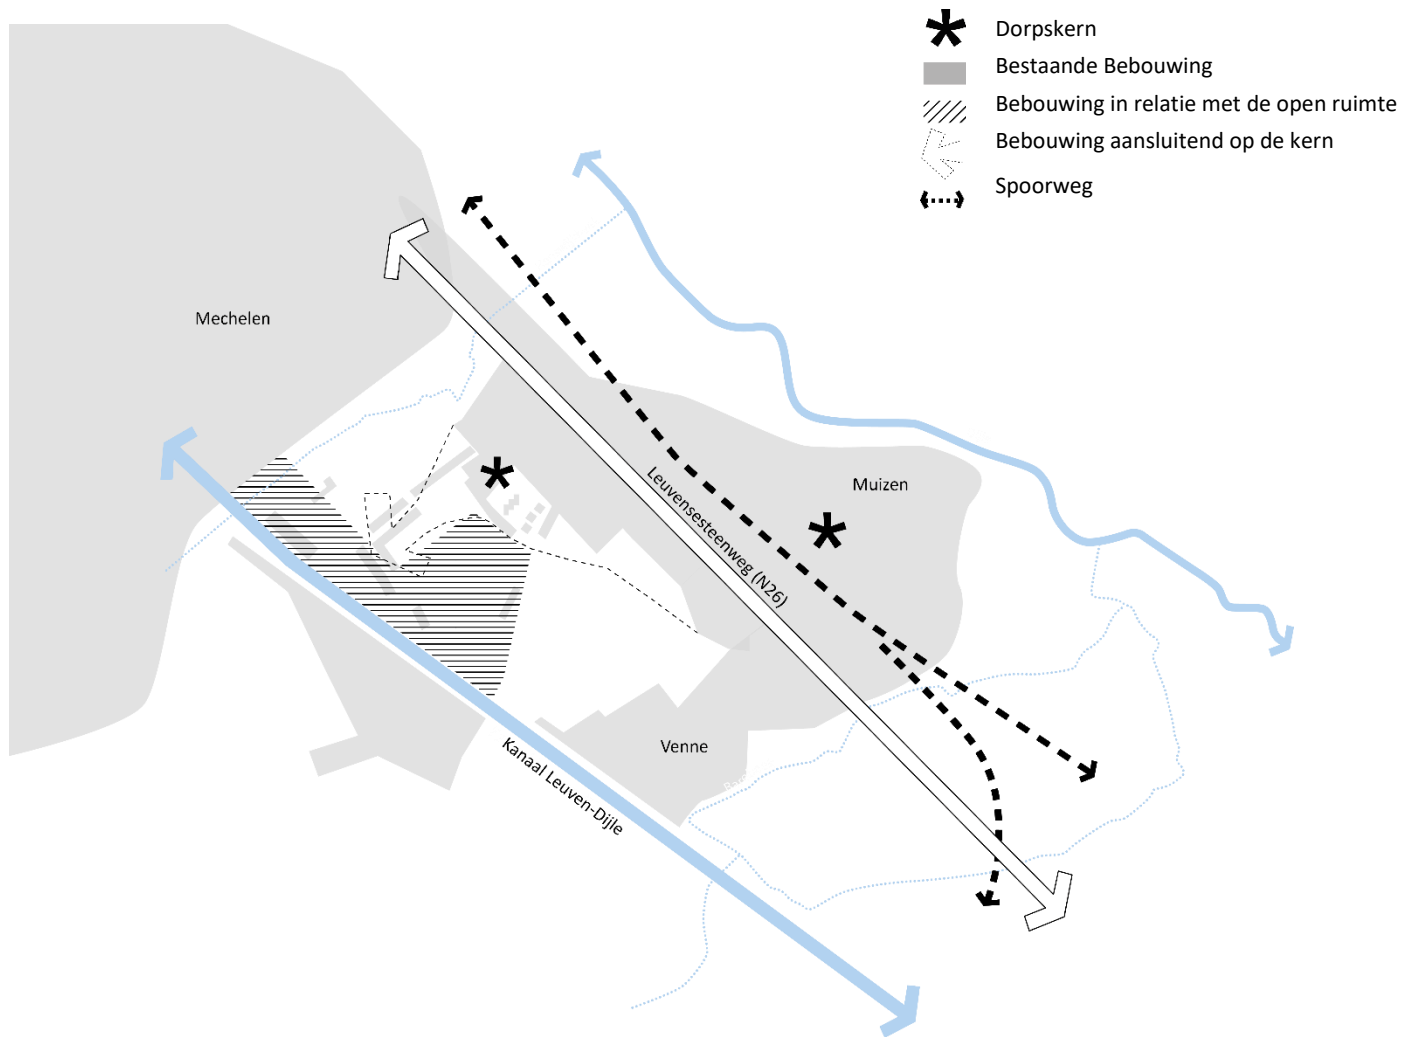 Dorpskern
Bestaande Bebouwing
Bebouwing in relatie met de open ruimte
Bebouwing aansluitend op de kern
Spoorweg
Mechelen
Muizen
Leuvensesteenweg (N26)
Venne
Kanaal Leuven-Dijle